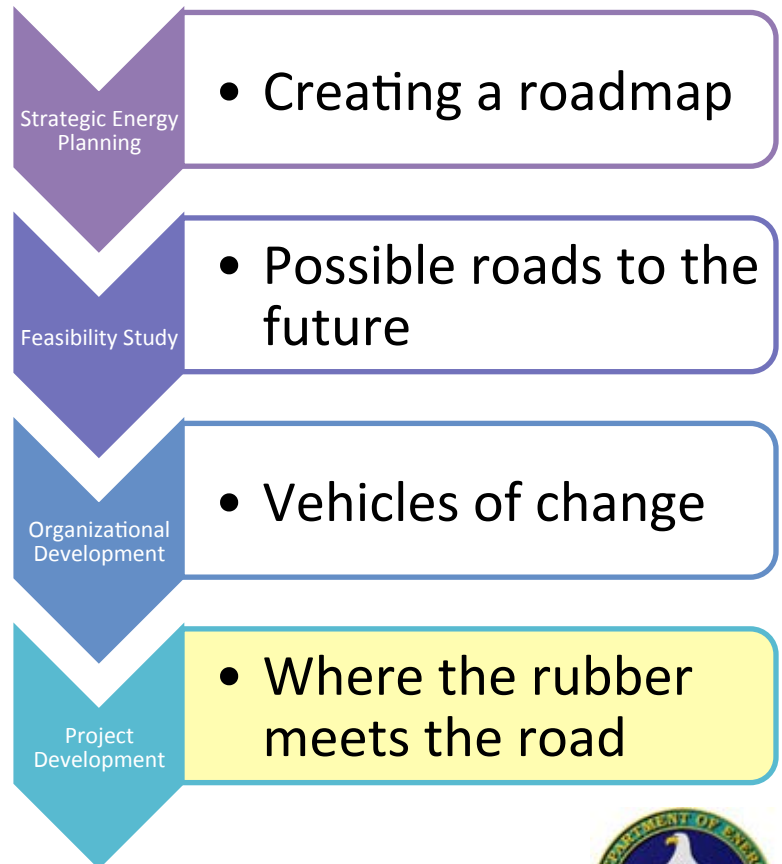 Strategic Energy
Planning
• Creating a roadmap
Feasibility Study
• Possible roads to the
future
Organizational
Development
• Vehicles of change
Project
Development
• Where the rubber
meets the road